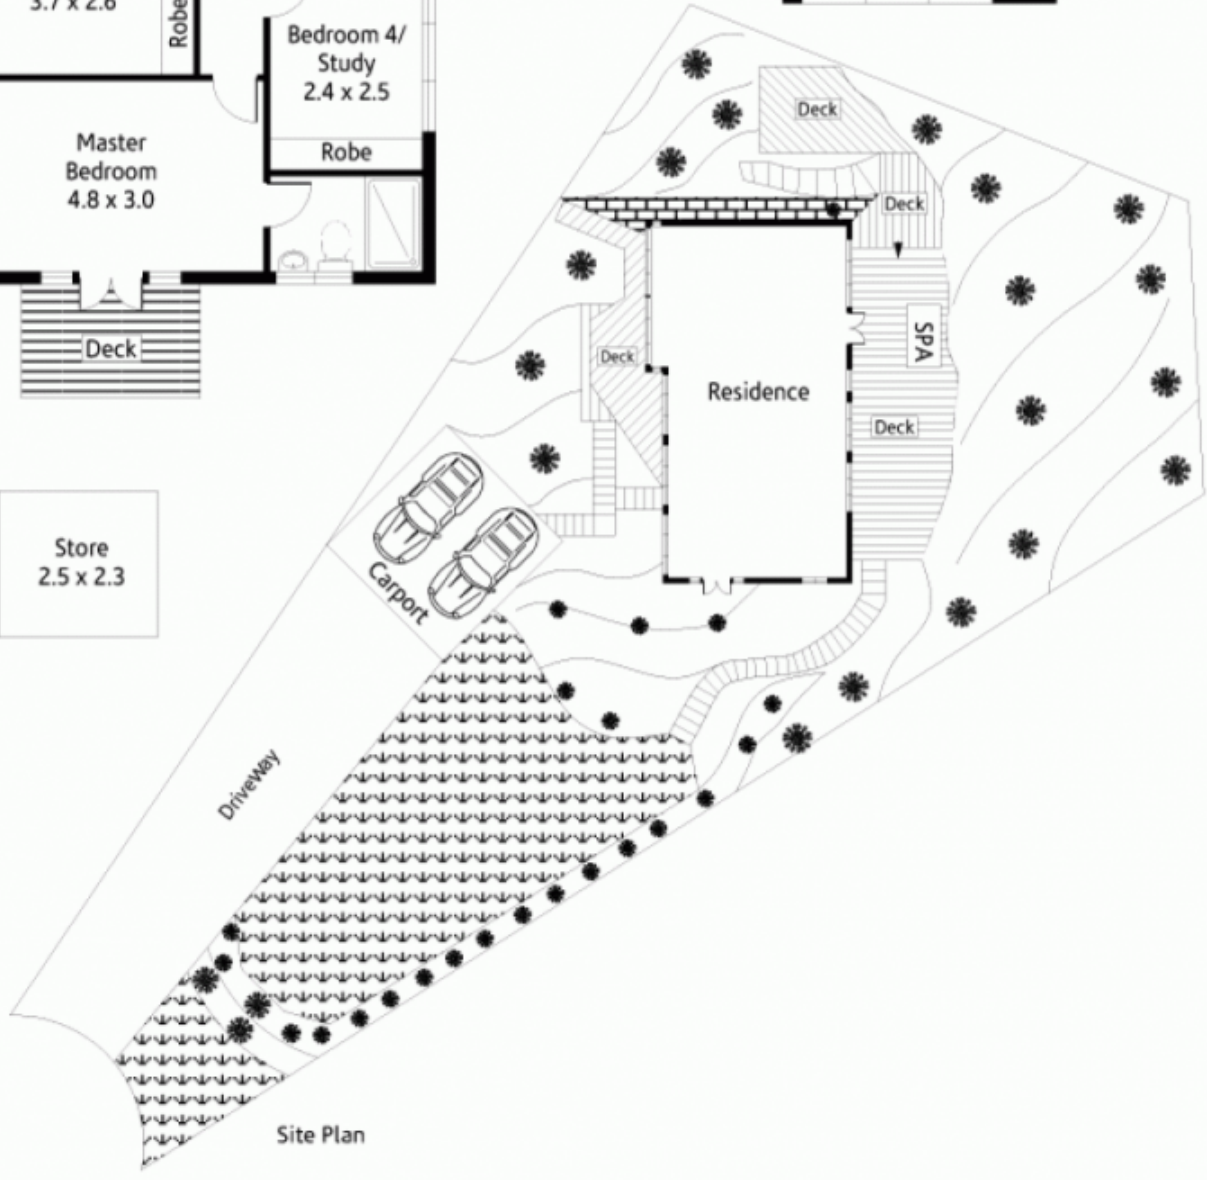 3.7 x 2.6
Robe
Bedroom 4/
Study
2.4 x 2.5
Robe
Master
Bedroom
4.8 x 3.0
Deck
Store
2.5 x 2.3
Deck
Deck
SPA
Deck
Residence
Deck
Carport
DriveWay
Site Plan